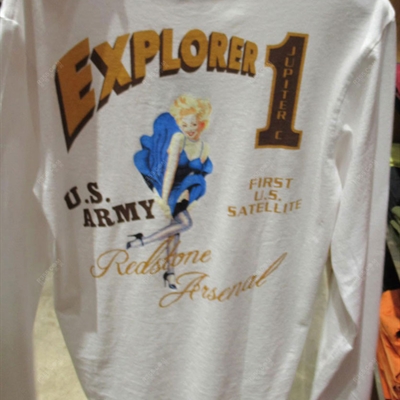 EXPLORER 1
JUPITER C
U.S.
ARMY
FIRST
U.S.
SATELLITE
Redstone
Arsenal